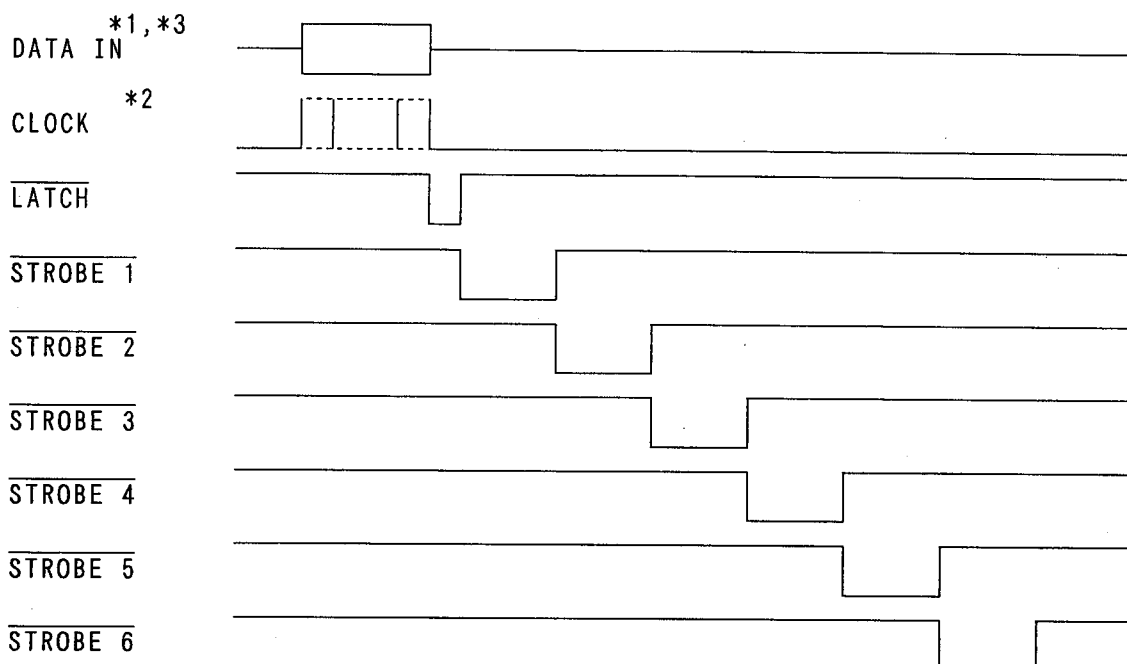 DATA IN*1,*3
CLOCK *2
LATCH
STROBE 1
STROBE 2
STROBE 3
STROBE 4
STROBE 5
STROBE 6